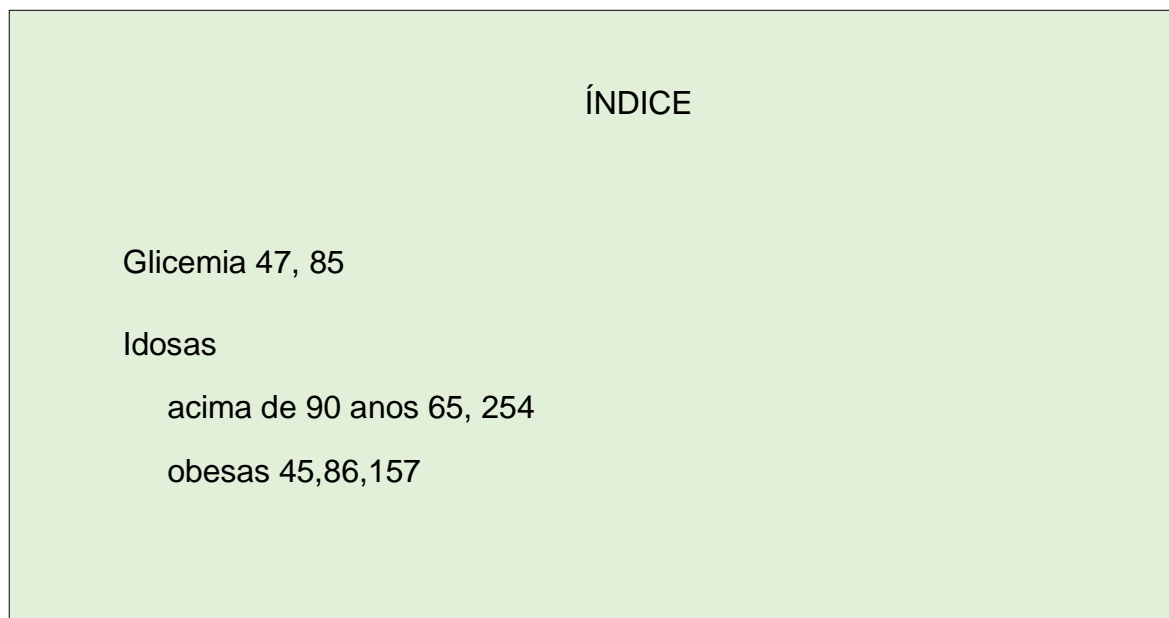 ÍNDICE
Glicemia 47, 85
Idosas
acima de 90 anos 65, 254
obesas 45,86,157